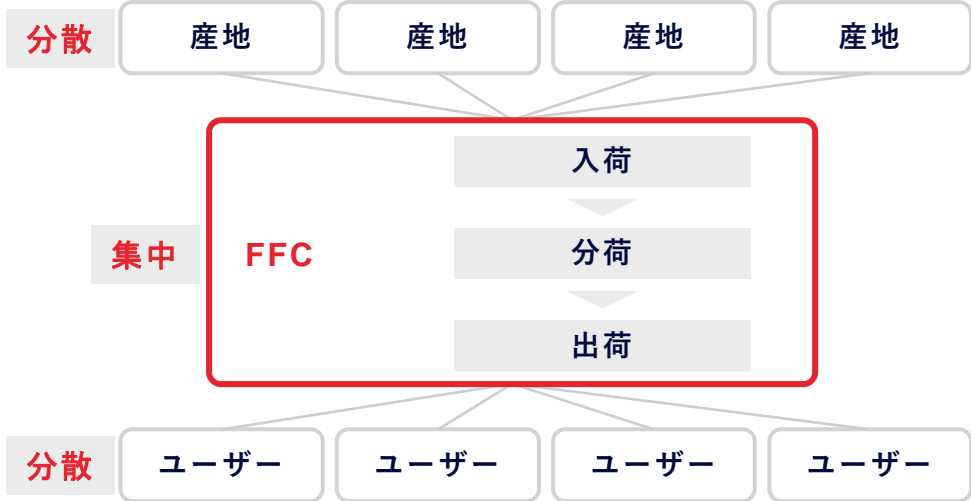 分散 産地 産地 産地 産地
入荷
集中 FFC 分荷
出荷
分散 ユーザー ユーザー ユーザー ユーザー